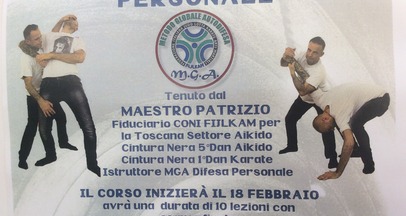 PERSONALE
METODO GLOBALE AUTODIFESA
M.G.A.
Tenuto dal
MAESTRO PATRIZIO
Fiduciario CONI FIJLKAM per
la Toscana Settore Aikido
Cintura Nera 5°Dan Aikido
Cintura Nera 1°Dan Karate
Istruttore MGA Difesa Personale
IL CORSO INIZIERÀ IL 18 FEBBRAIO
avrà una durata di 10 lezioni con